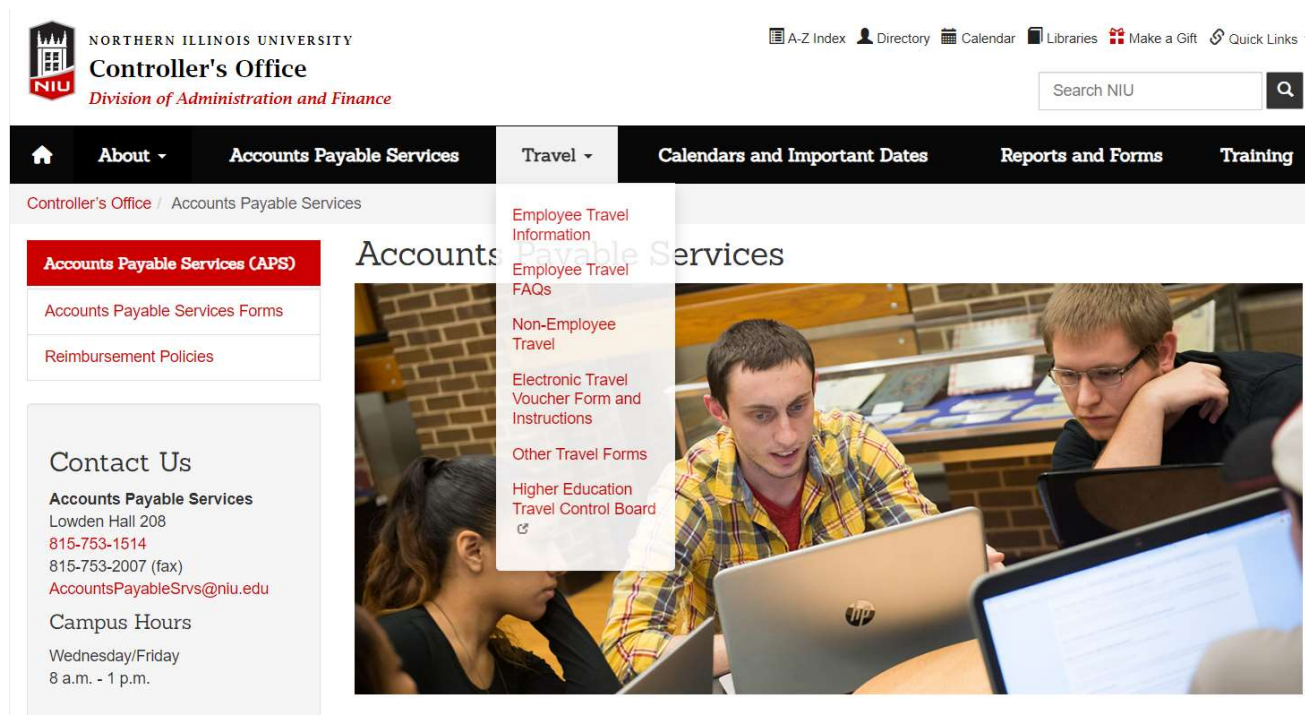 NORTHERN ILLINOIS UNIVERSITY
Controller's Office
Division of Administration and Finance
NIU
A-Z Index Directory Calendar Libraries Make a Gift Quick Links
Search NIU
About Accounts Payable Services Travel Calendars and Important Dates Reports and Forms Training
Controller's Office / Accounts Payable Services
Employee Travel
Information
Employee Travel
FAQs
Non-Employee
Travel
Electronic Travel
Voucher Form and
Instructions
Other Travel Forms
Higher Education
Travel Control Board
Accounts Payable Services (APS)
Accounts Payable Services Forms
Reimbursement Policies
Accounts Payable Services
Contact Us
Accounts Payable Services
Lowden Hall 208
815-753-1514
815-753-2007 (fax)
AccountsPayableSrvs@niu.edu
Campus Hours
Wednesday/Friday
8 a.m. - 1 p.m.
hp